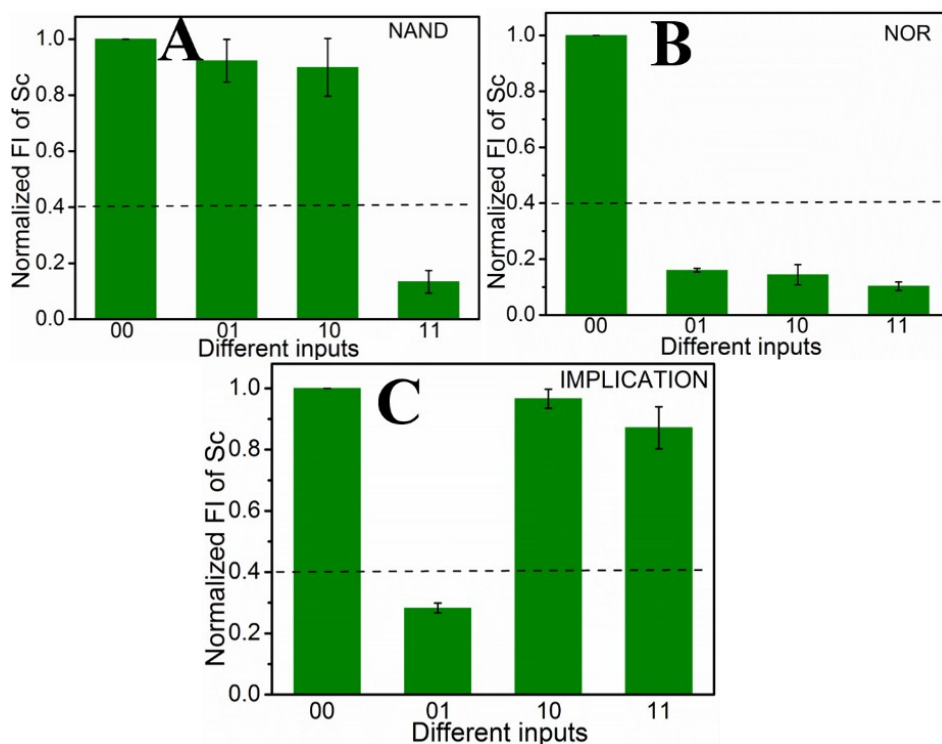 A
NAND
Normalized FI of Sc
1.0
0.8
0.6
0.4
0.2
0.0
00 01 10 11
Different inputs
B
NOR
Normalized FI of Sc
1.0
0.8
0.6
0.4
0.2
0.0
00 01 10 11
Different inputs
C
IMPLICATION
Normalized FI of Sc
1.0
0.8
0.6
0.4
0.2
0.0
00 01 10 11
Different inputs